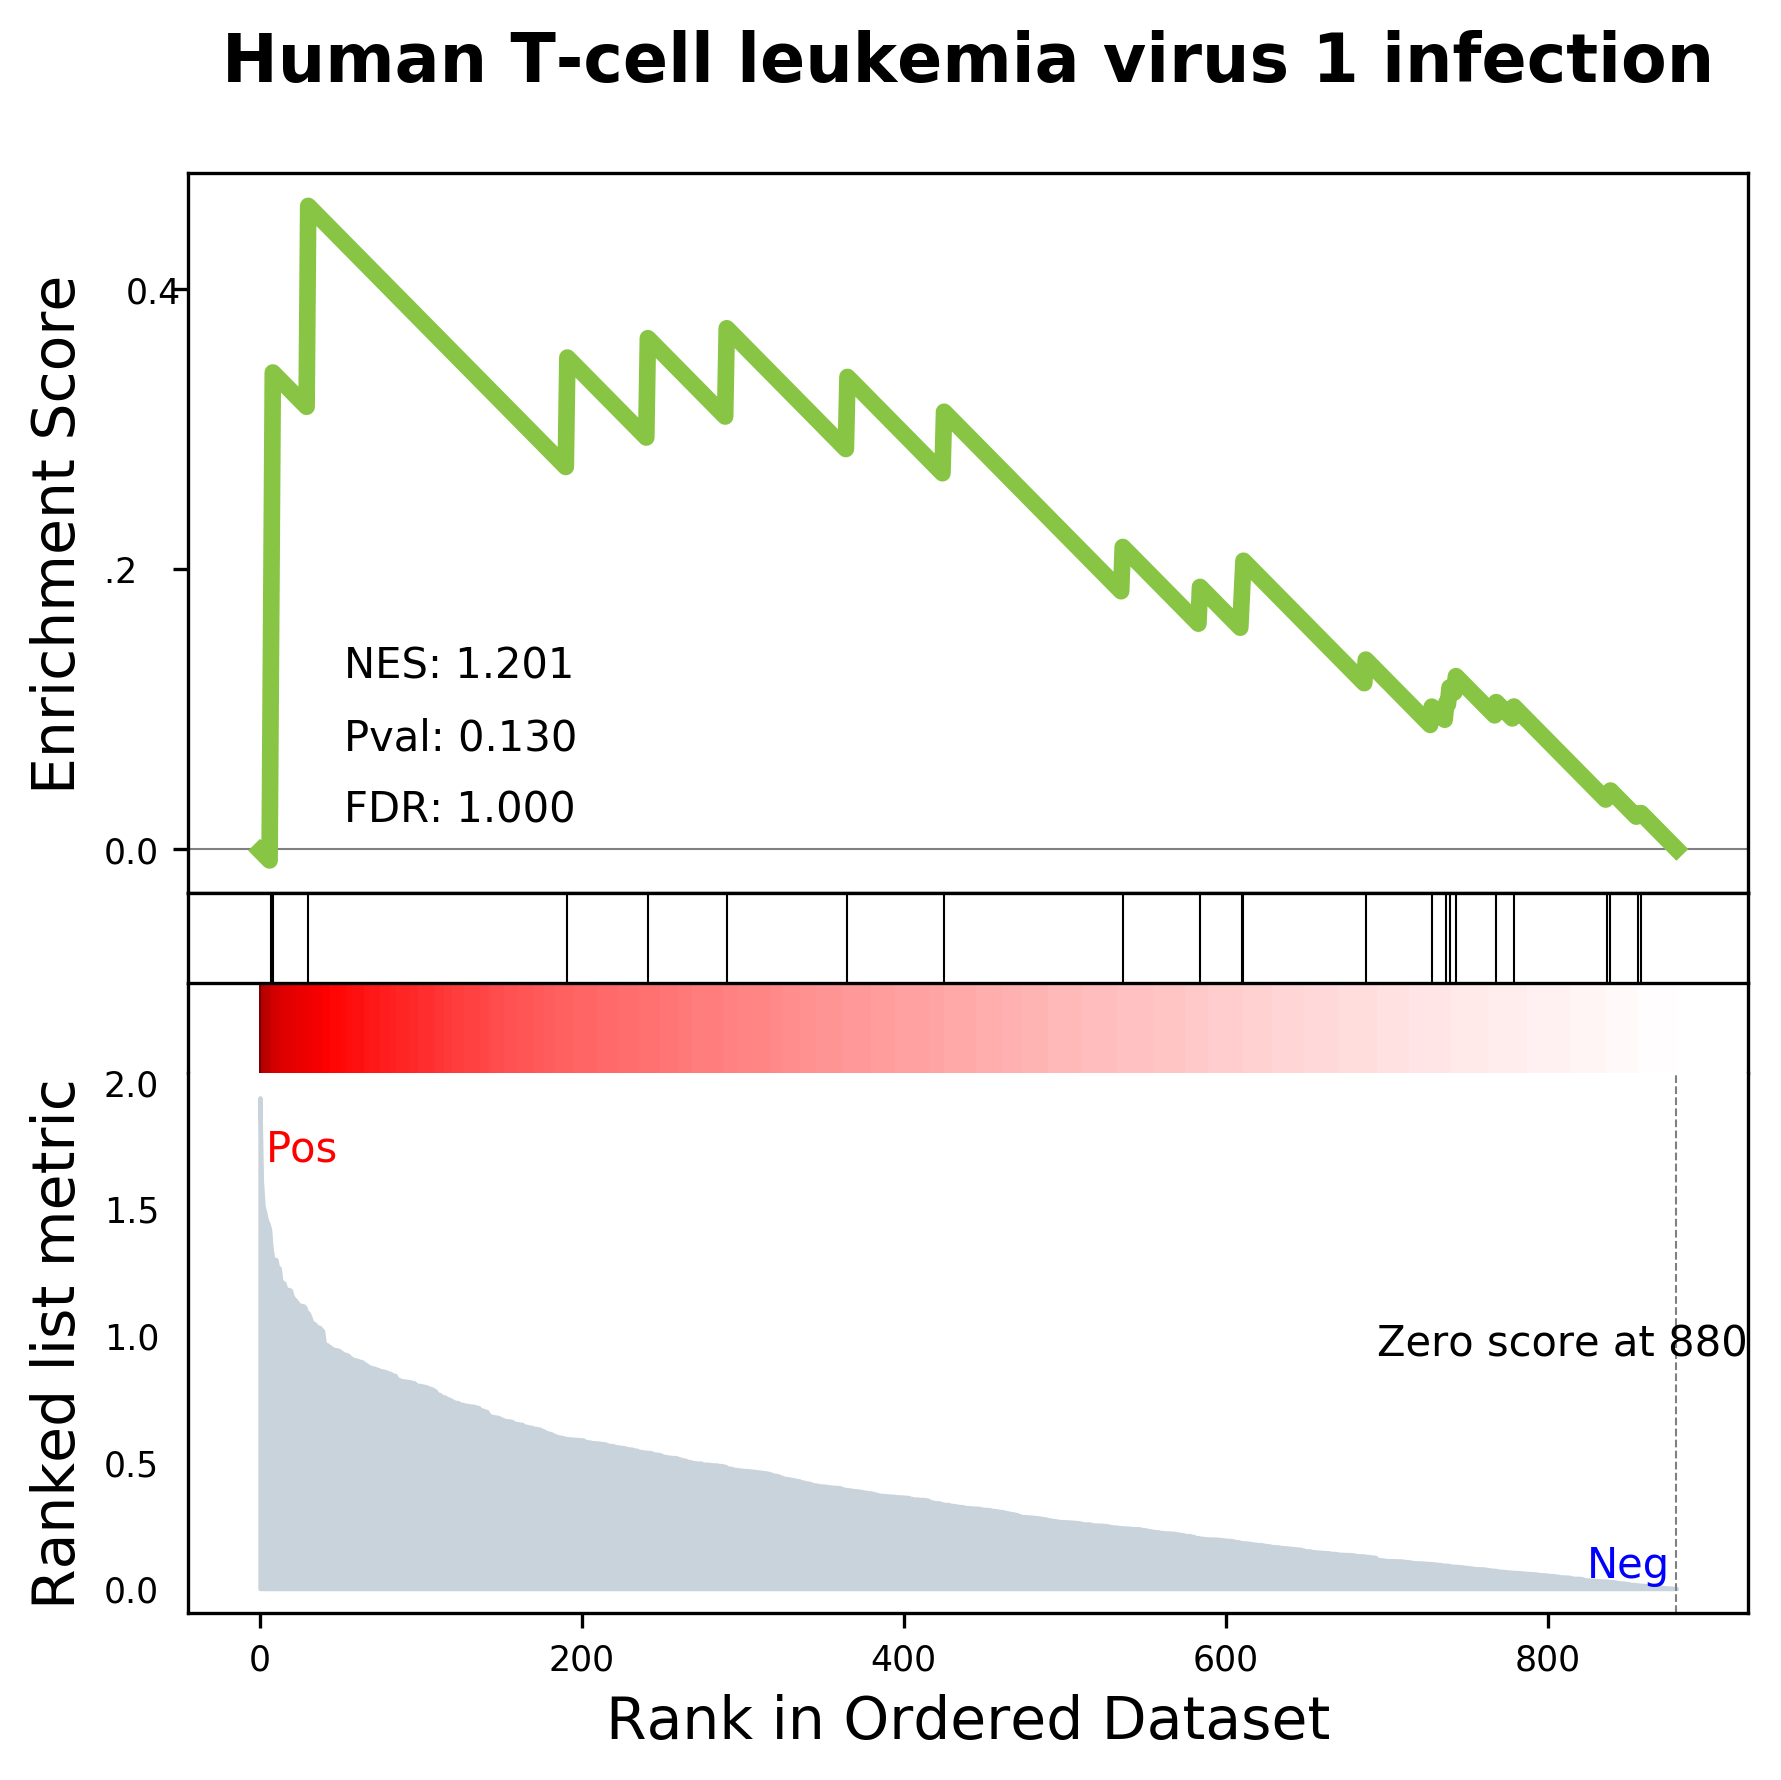 Human T-cell leukemia virus 1 infection
Enrichment Score
0.4
.2
0.0
NES: 1.201
Pval: 0.130
FDR: 1.000
Ranked list metric
2.0
1.5
1.0
0.5
0.0
Pos
Zero score at 880
Neg
0 200 400 600 800
Rank in Ordered Dataset